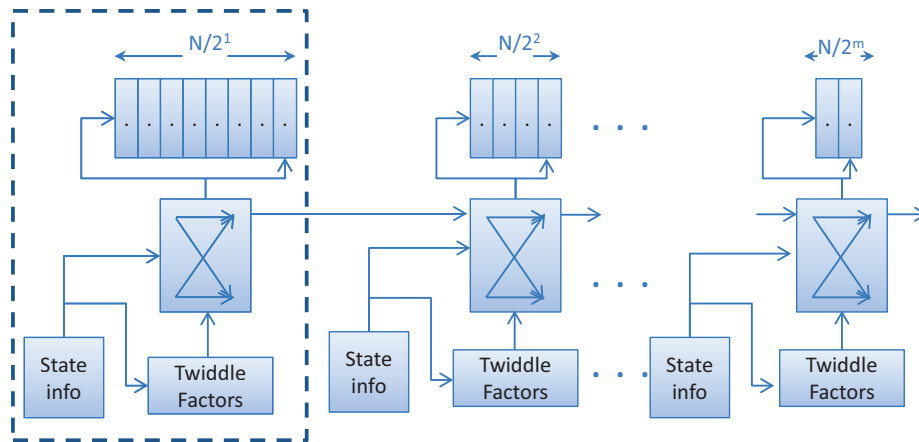 N/2¹
N/2²
N/2ᵐ
. . . . . . . .
. . . .
. . .
. .
. . .
State
info
Twiddle
Factors
State
info
Twiddle
Factors
. . .
State
info
Twiddle
Factors